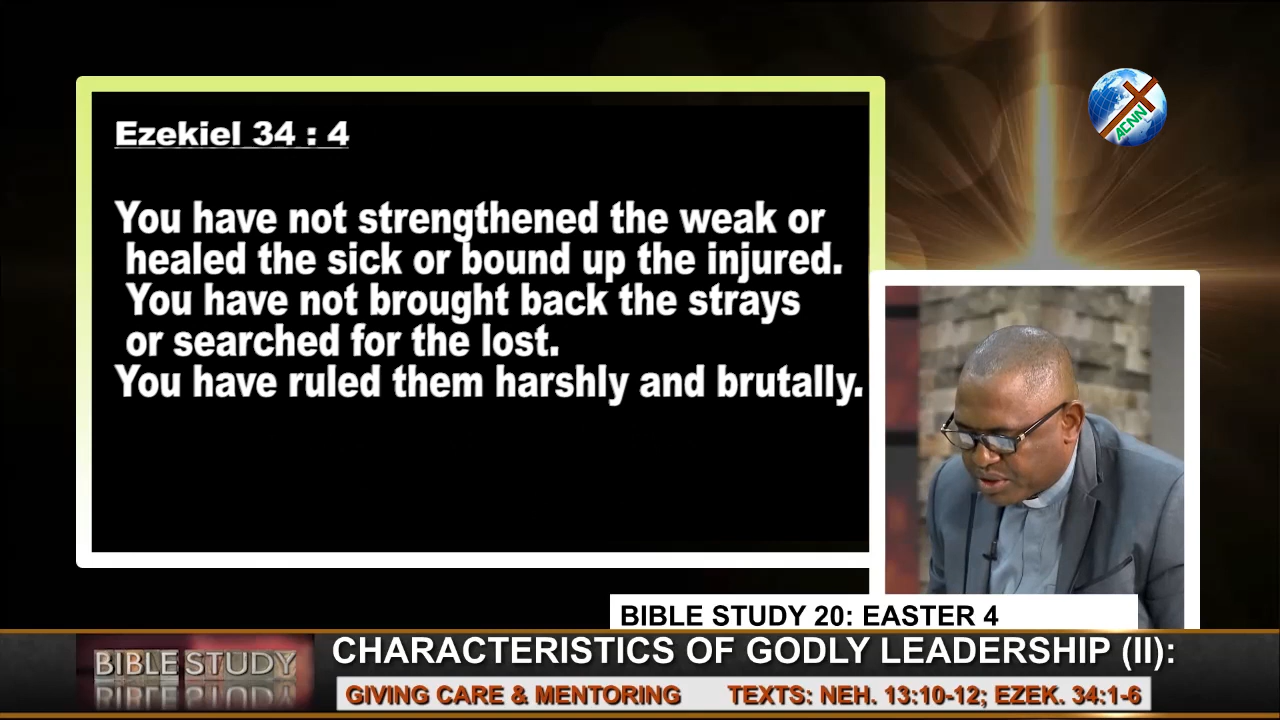 Ezekiel 34 : 4
You have not strengthened the weak or
healed the sick or bound up the injured.
You have not brought back the strays
or searched for the lost.
You have ruled them harshly and brutally.
ACNN
BIBLE STUDY 20: EASTER 4
BIBLE STUDY
CHARACTERISTICS OF GODLY LEADERSHIP (II):
GIVING CARE & MENTORING TEXTS: NEH. 13:10-12; EZEK. 34:1-6